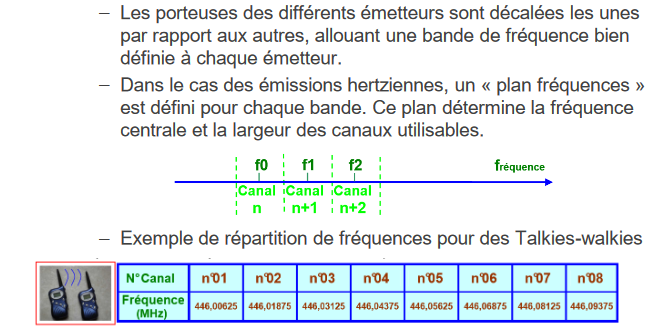 – Les porteuses des différents émetteurs sont décalées les unes
par rapport aux autres, allouant une bande de fréquence bien
définie à chaque émetteur.
– Dans le cas des émissions hertziennes, un « plan fréquences »
est défini pour chaque bande. Ce plan détermine la fréquence
centrale et la largeur des canaux utilisables.
f0 f1 f2 fréquence
Canal Canal Canal
n n+1 n+2
– Exemple de répartition de fréquences pour des Talkies-walkies
N°Canal n°01 n°02 n°03 n°04 n°05 n°06 n°07 n°08
Fréquence 446,00625 446,01875 446,03125 446,04375 446,05625 446,06875 446,08125 446,09375
(MHz)